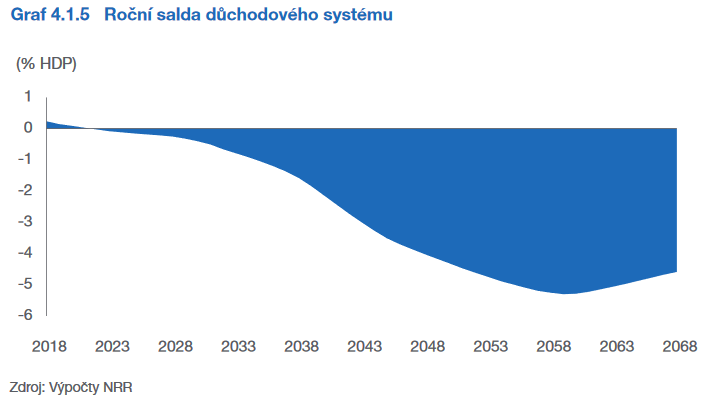 Graf 4.1.5 Roční salda důchodového systému
(% HDP)
1
0
-1
-2
-3
-4
-5
-6
2018 2023 2028 2033 2038 2043 2048 2053 2058 2063 2068
Zdroj: Výpočty NRR